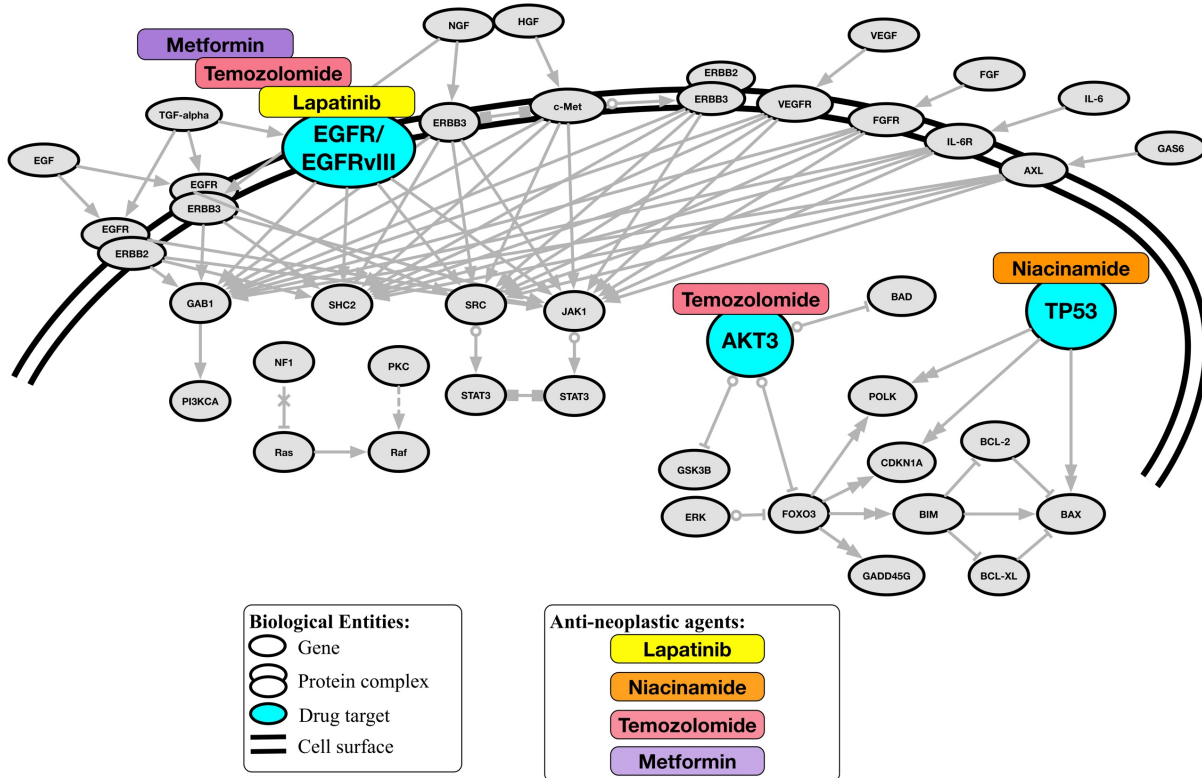 NGF
HGF
Metformin
VEGF
Temozolomide
ERBB2
FGF
Lapatinib
ERBB3
c-Met
ERBB3
VEGFR
IL-6
TGF-alpha
FGFR
EGFR/
EGFRvIII
IL-6R
GAS6
EGF
AXL
EGFR
ERBB3
EGFR
ERBB2
Niacinamide
GAB1
SHC2
SRC
JAK1
Temozolomide
BAD
TP53
AKT3
NF1
PKC
PI3KCA
STAT3
STAT3
POLK
Ras
Raf
BCL-2
GSK3B
CDKN1A
ERK
FOXO3
BIM
BAX
GADD45G
BCL-XL
Biological Entities:
Gene
Protein complex
Drug target
Cell surface
Anti-neoplastic agents:
Lapatinib
Niacinamide
Temozolomide
Metformin